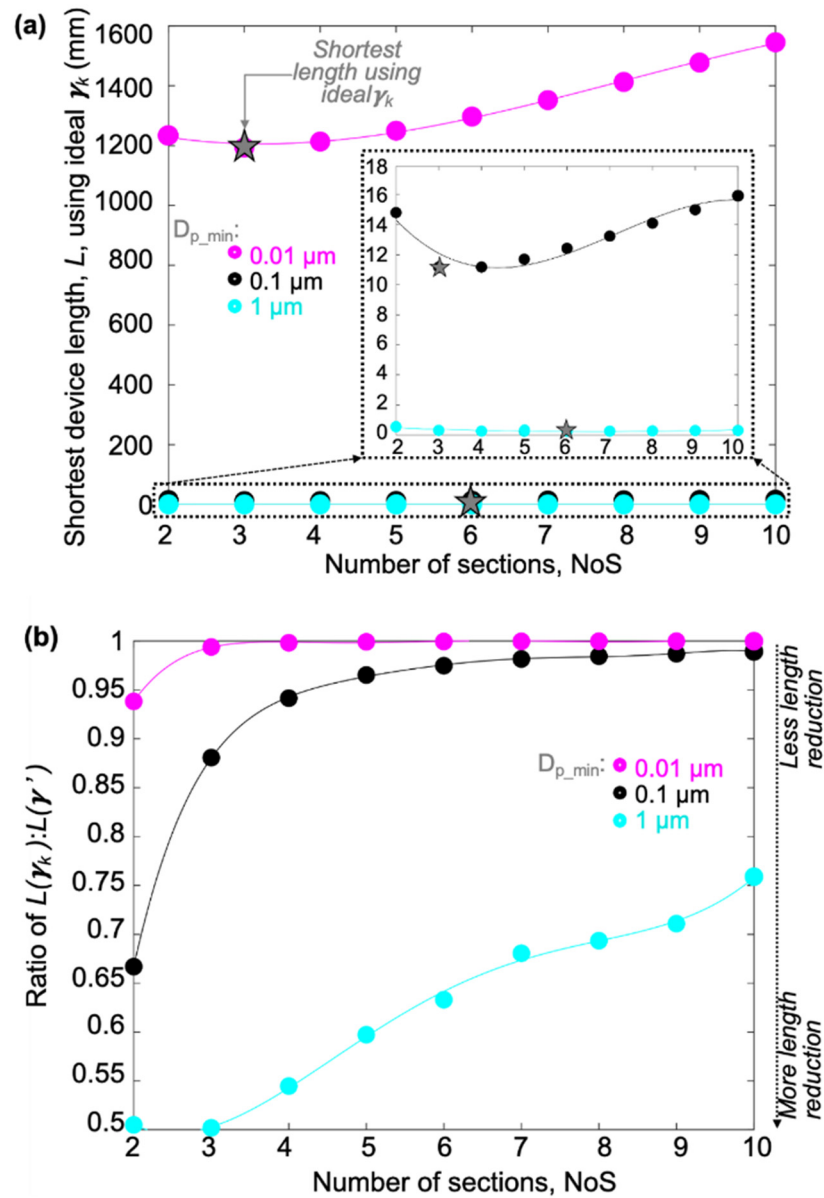 (a)
Shortest device length, L, using ideal γk (mm)
1600
1400
1200
1000
800
600
400
200
0
Shortest
length using
ideal γk
Dp_min:
0.01 µm
0.1 µm
1 µm
18
16
14
12
10
8
6
4
2
0
2 3 4 5 6 7 8 9 10
2 3 4 5 6 7 8 9 10
Number of sections, NoS
(b)
Ratio of L(γk):L(γ')
1
0.95
0.9
0.85
0.8
0.75
0.7
0.65
0.6
0.55
0.5
Dp_min:
0.01 µm
0.1 µm
1 µm
Less length
reduction
More length
reduction
2 3 4 5 6 7 8 9 10
Number of sections, NoS